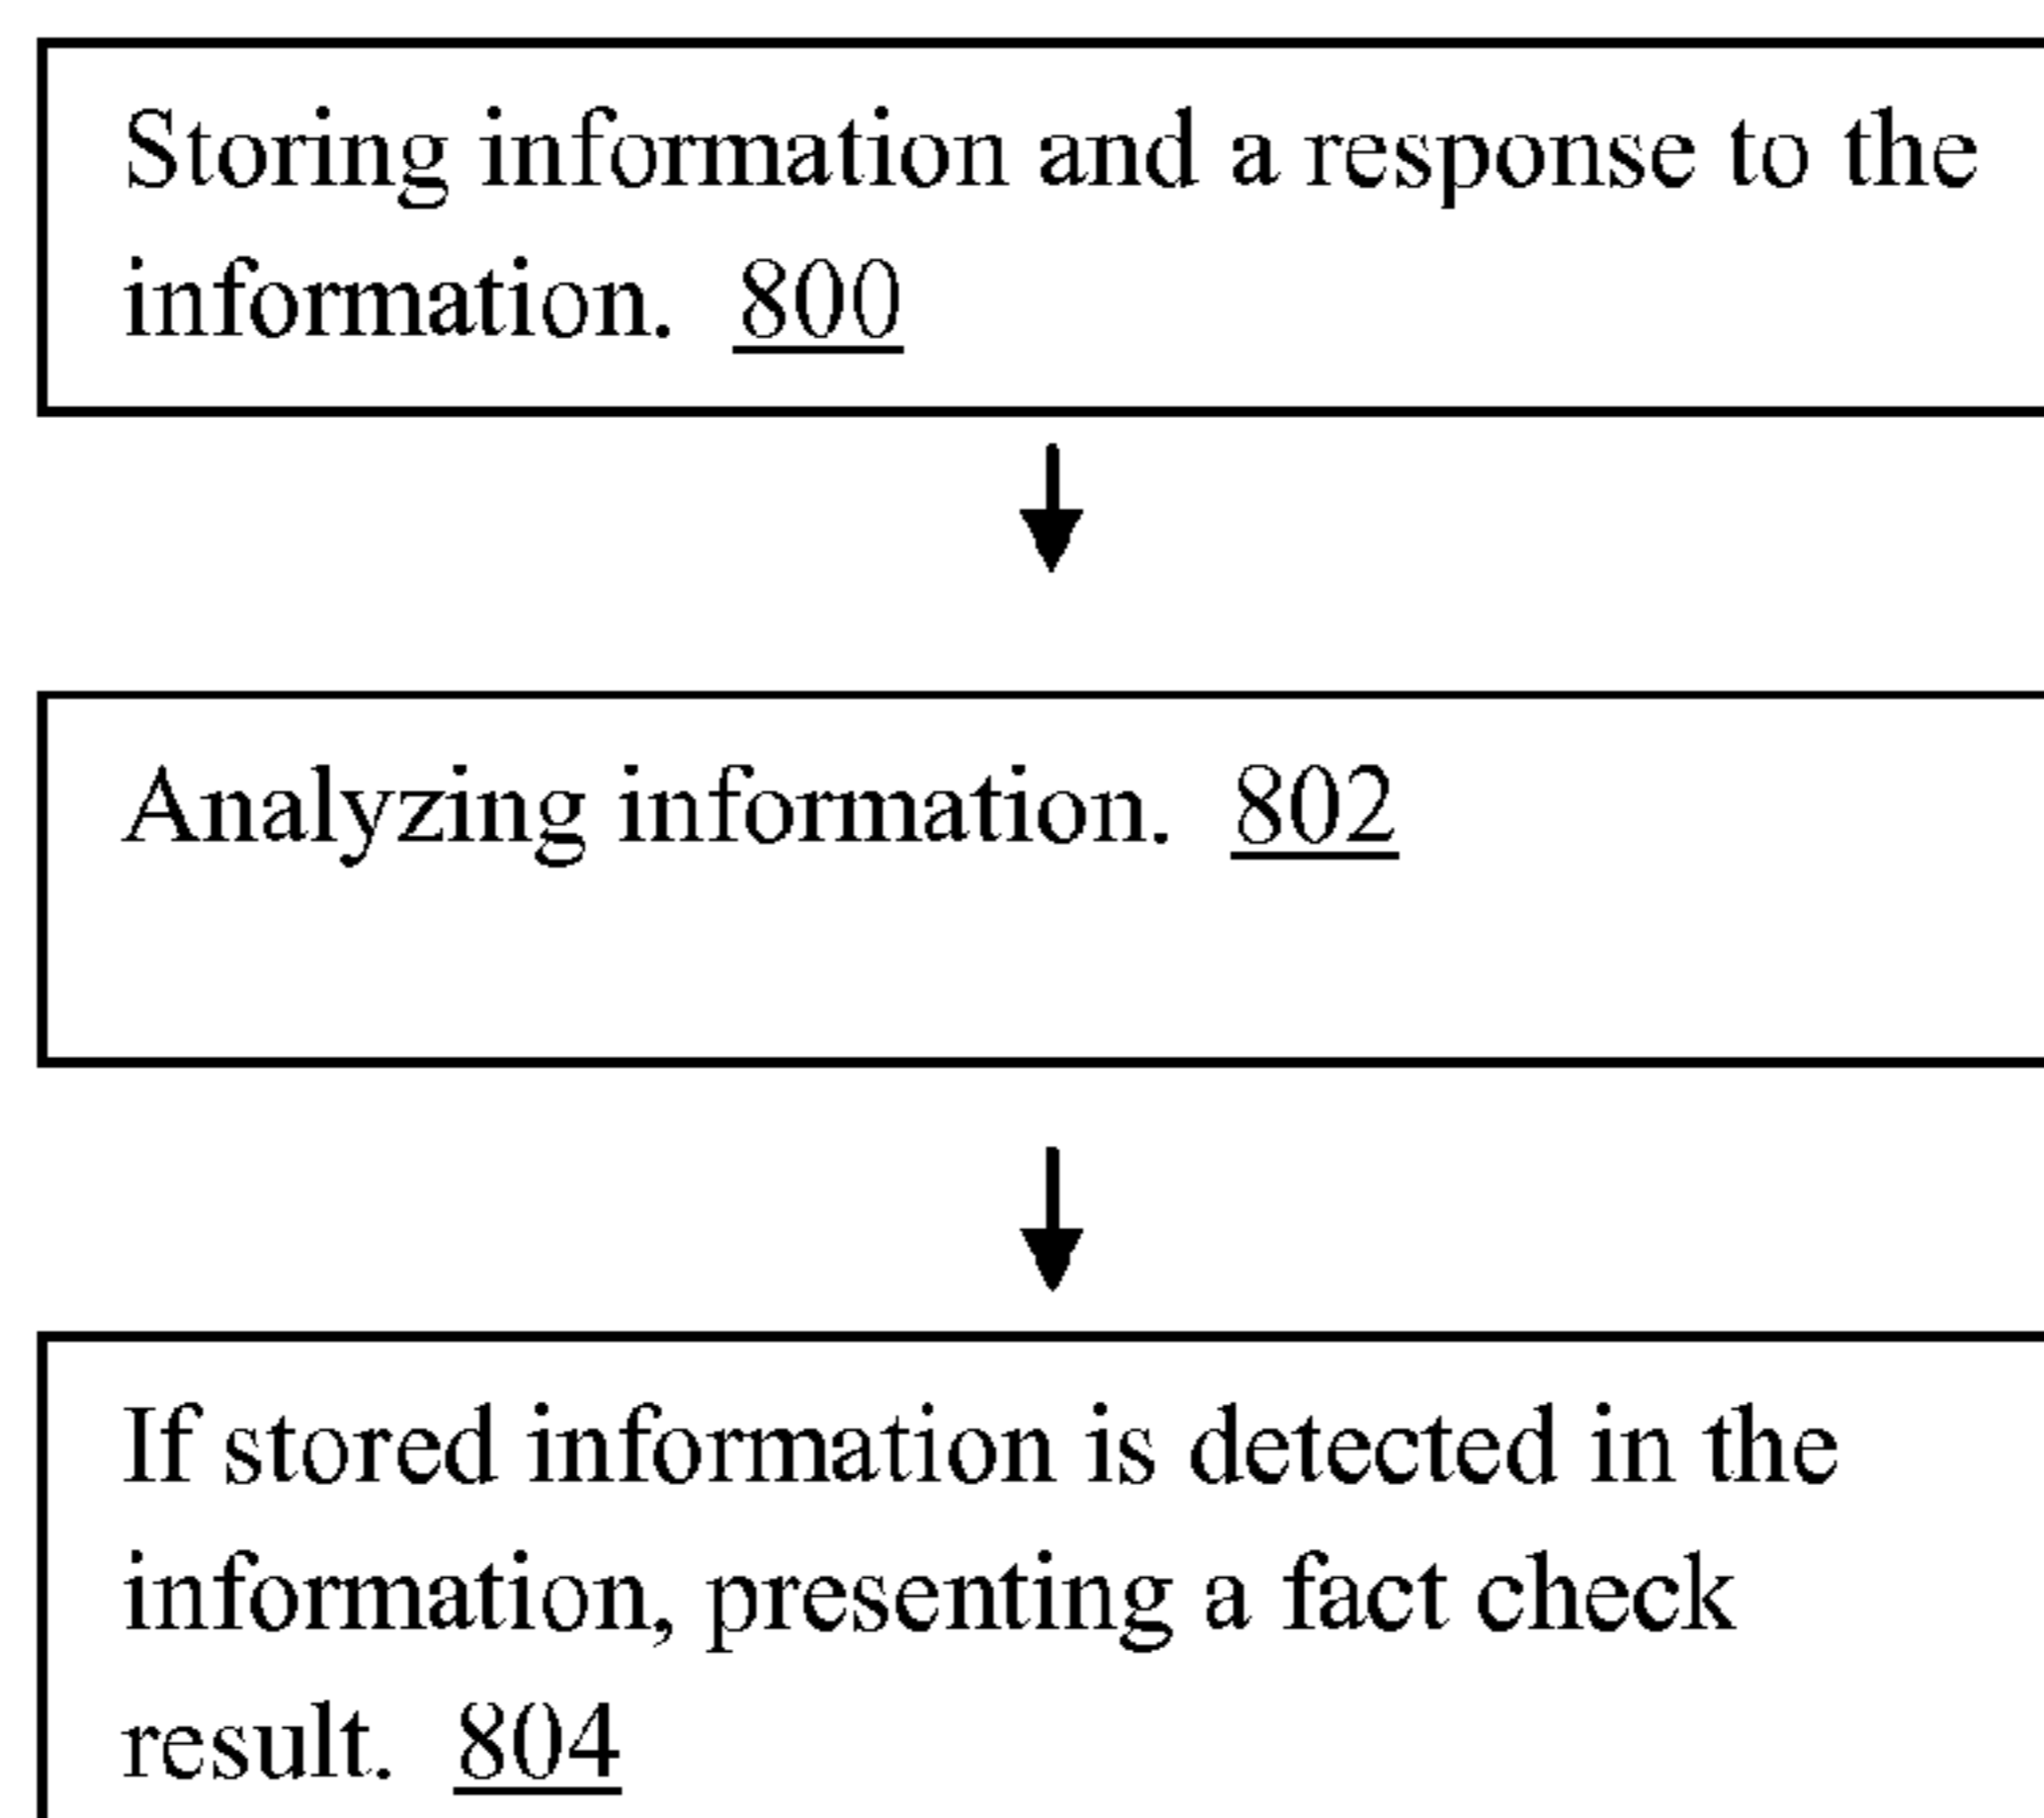 Storing information and a response to the
information. 800
Analyzing information. 802
If stored information is detected in the
information, presenting a fact check
result. 804